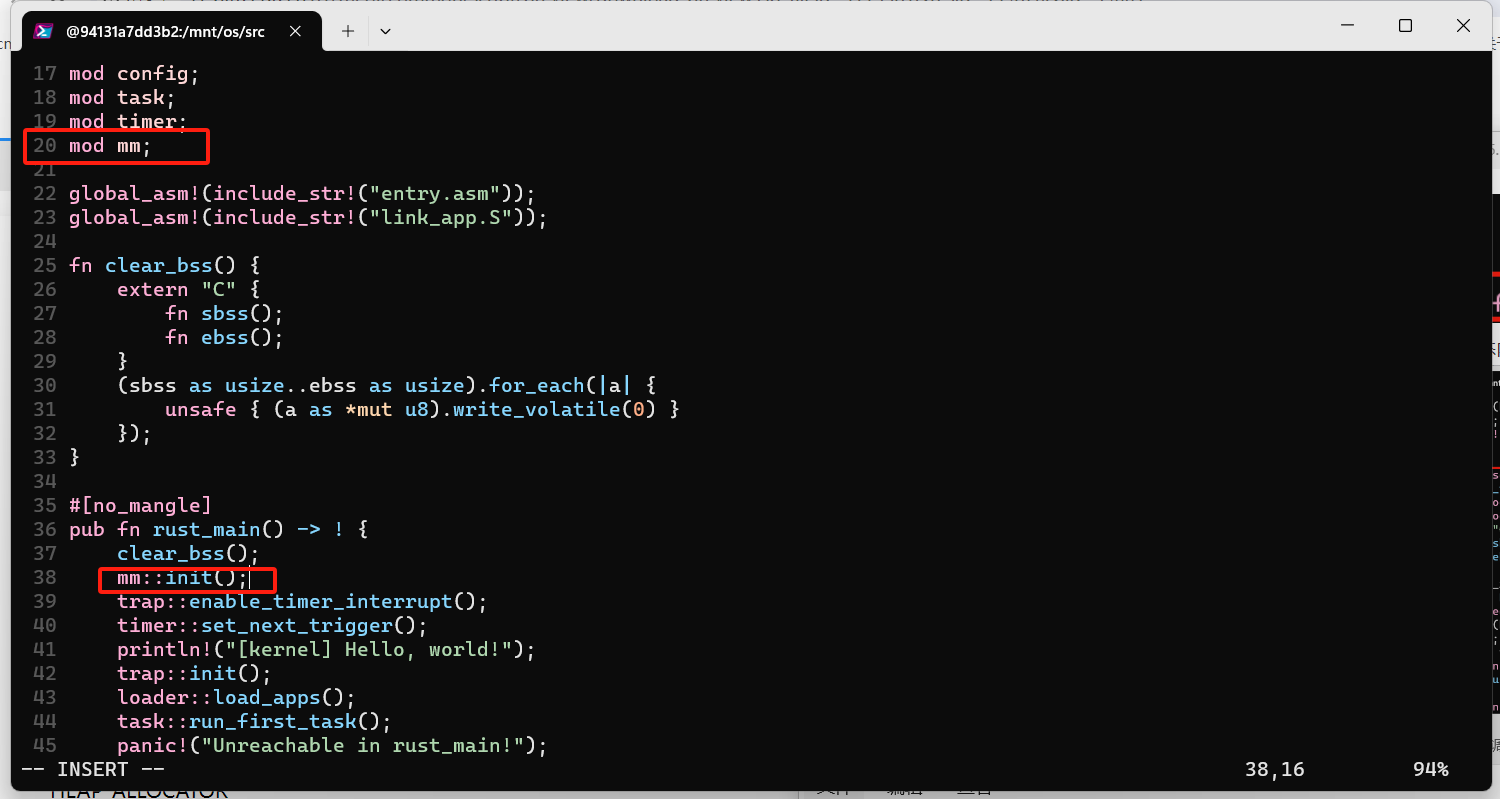 @94131a7dd3b2:/mnt/os/src
17 mod config;
18 mod task;
19 mod timer;
20 mod mm;
21
22 global_asm!(include_str!("entry.asm"));
23 global_asm!(include_str!("link_app.S"));
24
25 fn clear_bss() {
26     extern "C" {
27         fn sbss();
28         fn ebss();
29     }
30     (sbss as usize..ebss as usize).for_each(|a| {
31         unsafe { (a as *mut u8).write_volatile(0) }
32     });
33 }
34
35 #[no_mangle]
36 pub fn rust_main() -> ! {
37     clear_bss();
38     mm::init();
39     trap::enable_timer_interrupt();
40     timer::set_next_trigger();
41     println!("[kernel] Hello, world!");
42     trap::init();
43     loader::load_apps();
44     task::run_first_task();
45     panic!("Unreachable in rust_main!");
-- INSERT -- 38,16 94%
HEAP_ALLOCATOR